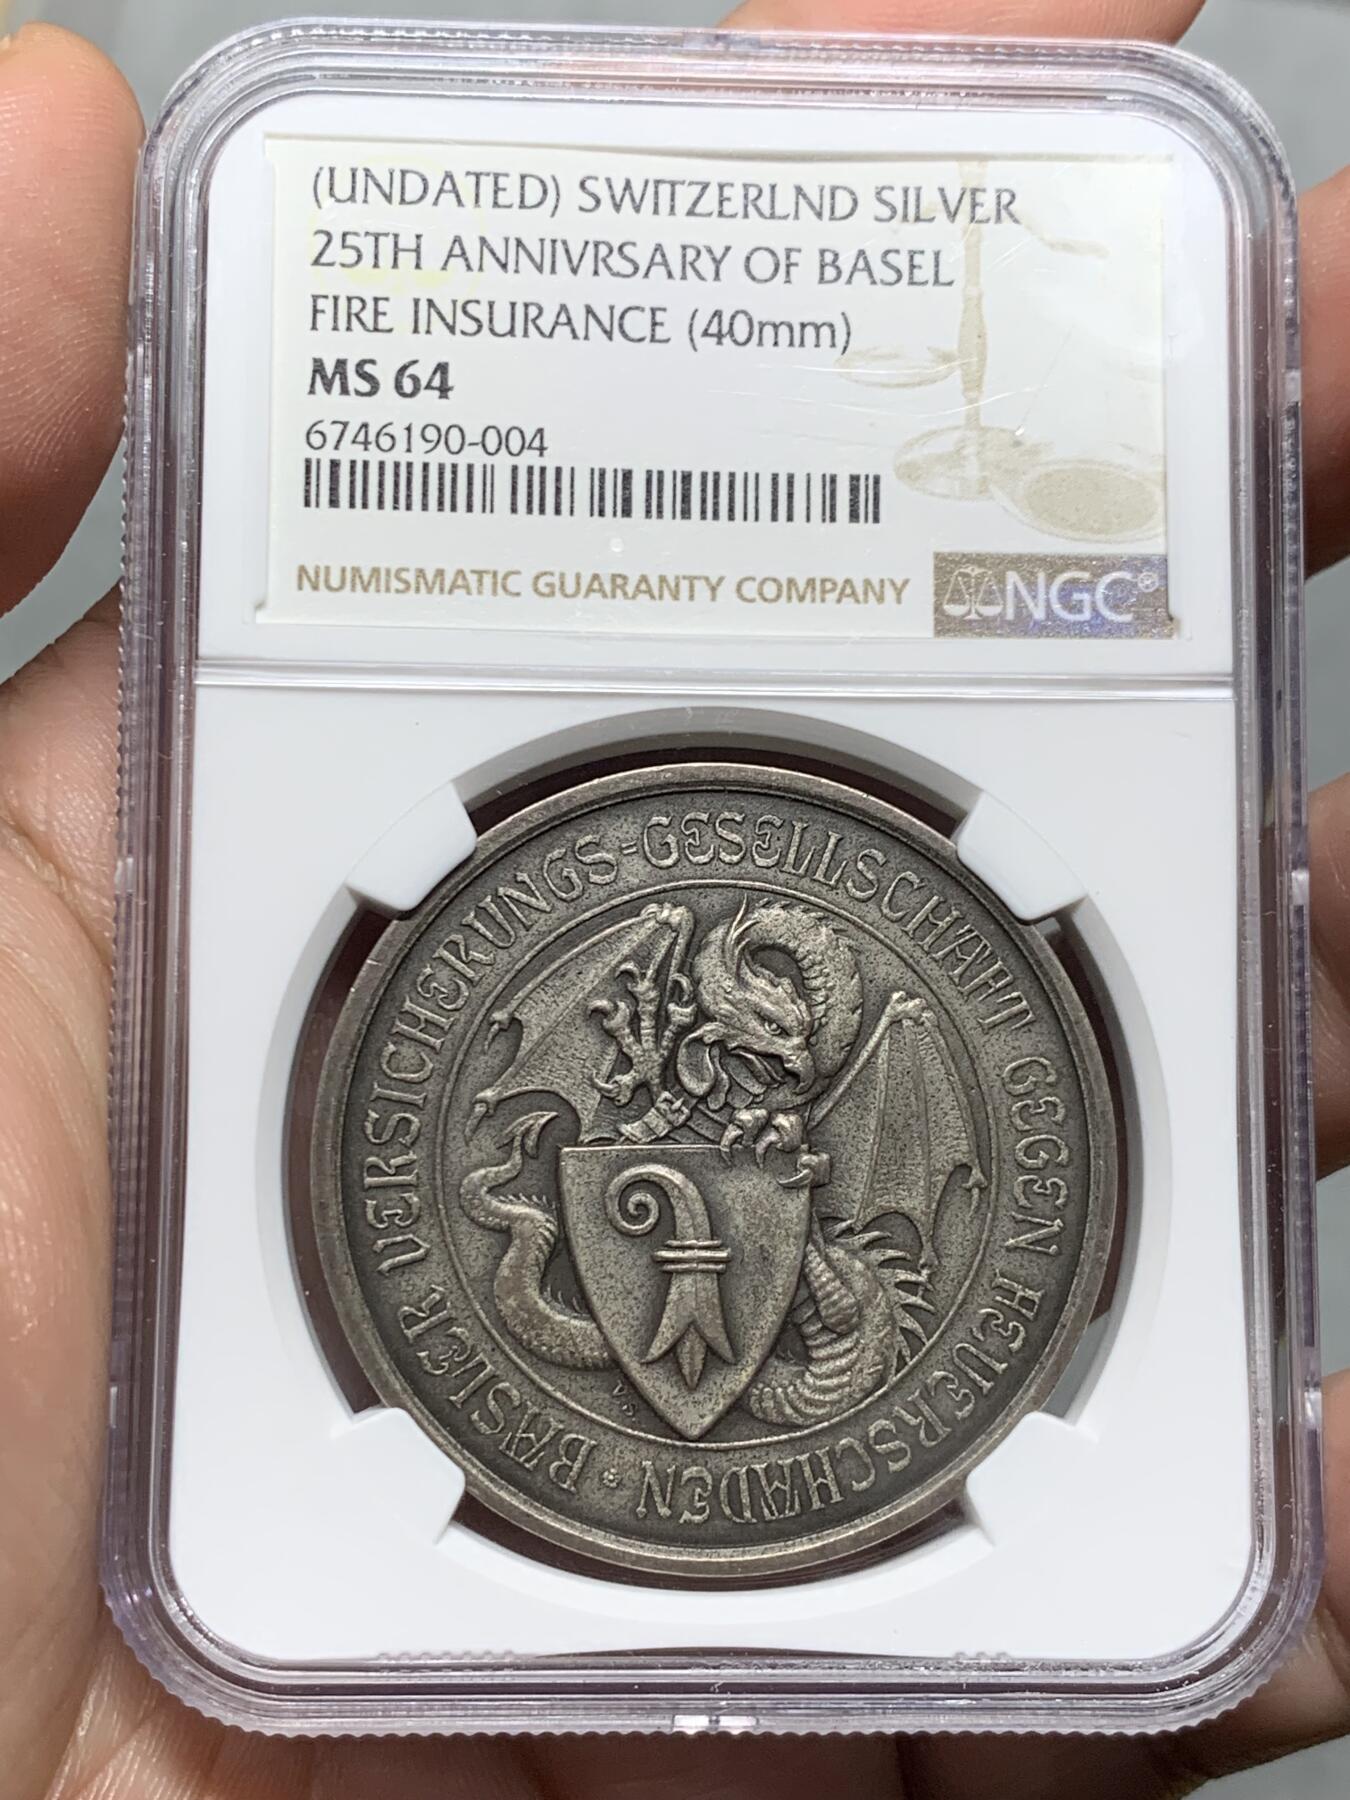 (UNDATED) SWITZERLND SILVER
25TH ANNIVRSARY OF BASEL
FIRE INSURANCE (40mm)
MS 64
6746190-004
NUMISMATIC GUARANTY COMPANY
NGC®
BASLER VERSICHERUNGS-GESELLSCHAFT GEGEN FEUERSCHADEN
V.S.